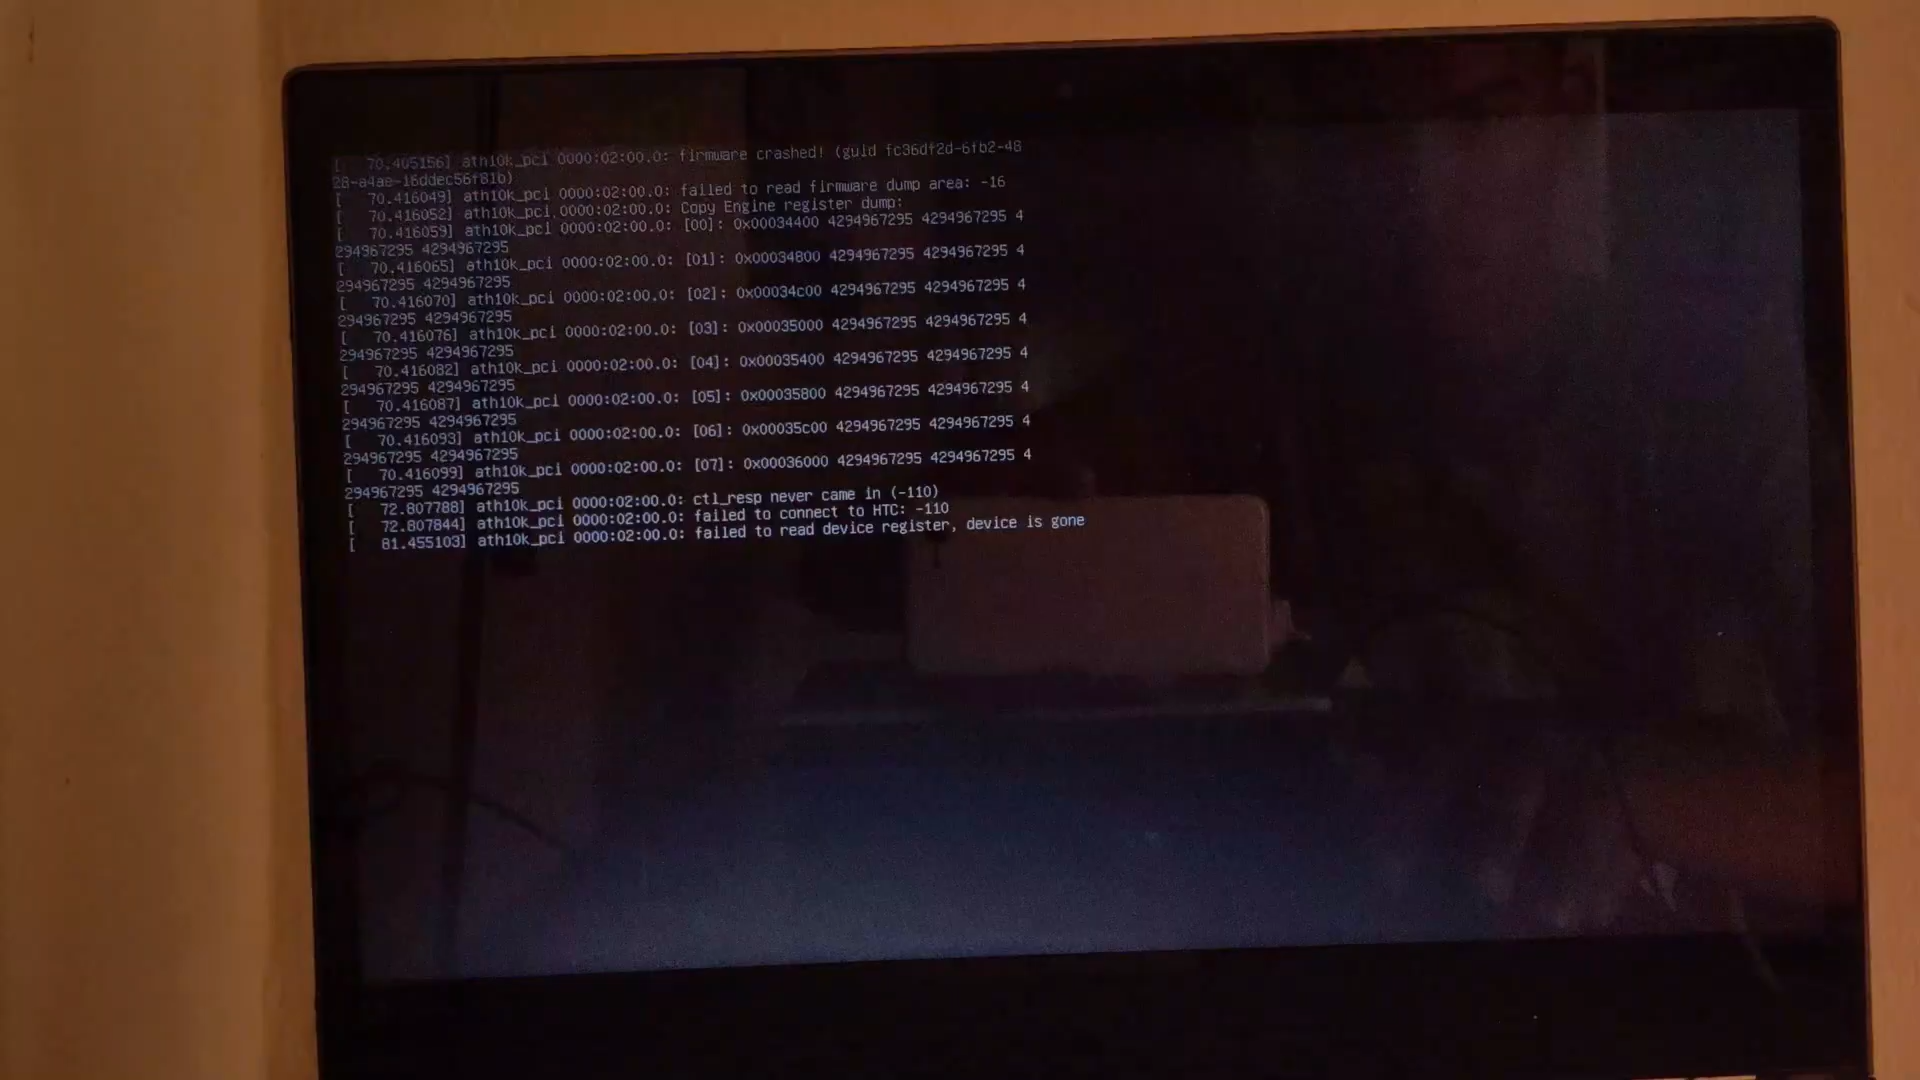 [   70.405156] ath10k_pci 0000:02:00.0: firmware crashed! (guid fc36df2d-6fb2-48
28-a4ae-16ddec56f81b)
[   70.416049] ath10k_pci 0000:02:00.0: failed to read firmware dump area: -16
[   70.416052] ath10k_pci 0000:02:00.0: Copy Engine register dump:
[   70.416059] ath10k_pci 0000:02:00.0: [00]: 0x00034400 4294967295 4294967295 4
294967295 4294967295
[   70.416065] ath10k_pci 0000:02:00.0: [01]: 0x00034800 4294967295 4294967295 4
294967295 4294967295
[   70.416070] ath10k_pci 0000:02:00.0: [02]: 0x00034c00 4294967295 4294967295 4
294967295 4294967295
[   70.416076] ath10k_pci 0000:02:00.0: [03]: 0x00035000 4294967295 4294967295 4
294967295 4294967295
[   70.416082] ath10k_pci 0000:02:00.0: [04]: 0x00035400 4294967295 4294967295 4
294967295 4294967295
[   70.416087] ath10k_pci 0000:02:00.0: [05]: 0x00035800 4294967295 4294967295 4
294967295 4294967295
[   70.416093] ath10k_pci 0000:02:00.0: [06]: 0x00035c00 4294967295 4294967295 4
294967295 4294967295
[   70.416099] ath10k_pci 0000:02:00.0: [07]: 0x00036000 4294967295 4294967295 4
294967295 4294967295
[   72.807788] ath10k_pci 0000:02:00.0: ctl_resp never came in (-110)
[   72.807844] ath10k_pci 0000:02:00.0: failed to connect to HTC: -110
[   81.455103] ath10k_pci 0000:02:00.0: failed to read device register, device is gone